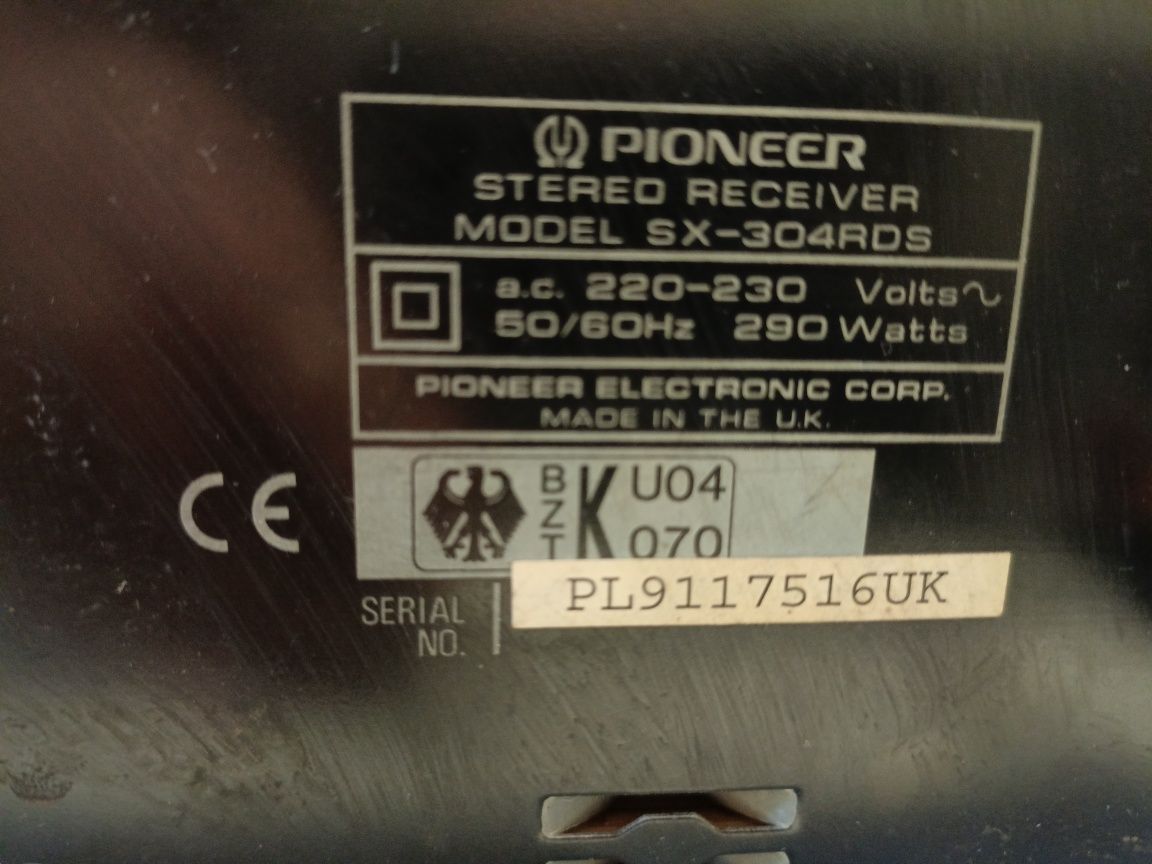 PIONEER
STEREO RECEIVER
MODEL SX-304RDS
a.c. 220-230 Volts~
50/60Hz 290 Watts
PIONEER ELECTRONIC CORP.
MADE IN THE U.K.
CE
BZT K U04
070
SERIAL NO.
PL9117516UK